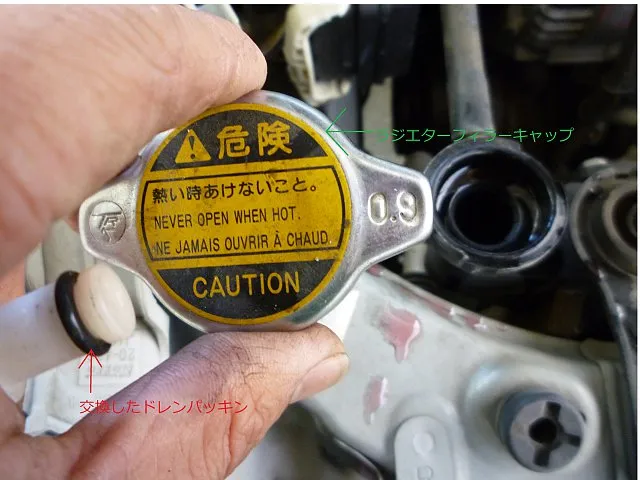 ラジエターフィラーキャップ
危険
熱い時あけないこと。
NEVER OPEN WHEN HOT.
NE JAMAIS OUVRIR À CHAUD.
CAUTION
0.9
交換したドレンパッキン